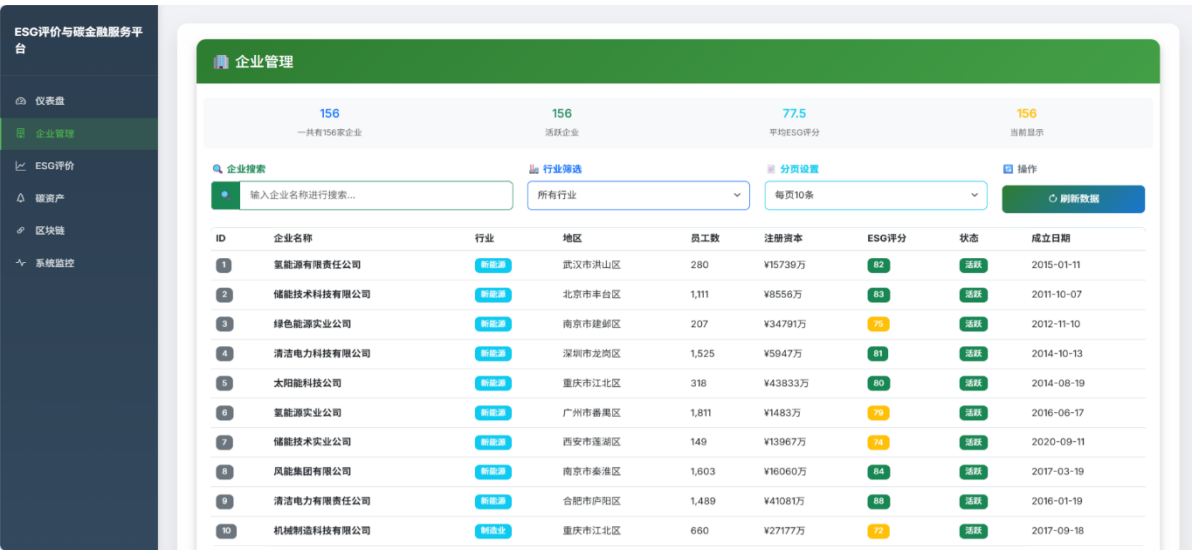 ESG评价与碳金融服务平
台
仪表盘
企业管理
ESG评价
碳资产
区块链
系统监控
企业管理
156 156 77.5 156
一共有156家企业 活跃企业 平均ESG评分 当前显示
企业搜索 行业筛选 分页设置 操作
输入企业名称进行搜索... 所有行业 每页10条 刷新数据
ID 企业名称 行业 地区 员工数 注册资本 ESG评分 状态 成立日期
1 氢能源有限责任公司 新能源 武汉市洪山区 280 ¥15739万 82 活跃 2015-01-11
2 储能技术科技有限公司 新能源 北京市丰台区 1,111 ¥8556万 83 活跃 2011-10-07
3 绿色能源实业公司 新能源 南京市建邺区 207 ¥34791万 75 活跃 2012-11-10
4 清洁电力科技有限公司 新能源 深圳市龙岗区 1,525 ¥5947万 81 活跃 2014-10-13
5 太阳能科技公司 新能源 重庆市江北区 318 ¥43833万 80 活跃 2014-08-19
6 氢能源实业公司 新能源 广州市番禺区 1,811 ¥1483万 79 活跃 2016-06-17
7 储能技术实业公司 新能源 西安市莲湖区 149 ¥13967万 74 活跃 2020-09-11
8 风能集团有限公司 新能源 南京市秦淮区 1,603 ¥16060万 84 活跃 2017-03-19
9 清洁电力有限责任公司 新能源 合肥市庐阳区 1,489 ¥41081万 88 活跃 2016-01-19
10 机械制造科技有限公司 制造业 重庆市江北区 660 ¥27177万 72 活跃 2017-09-18